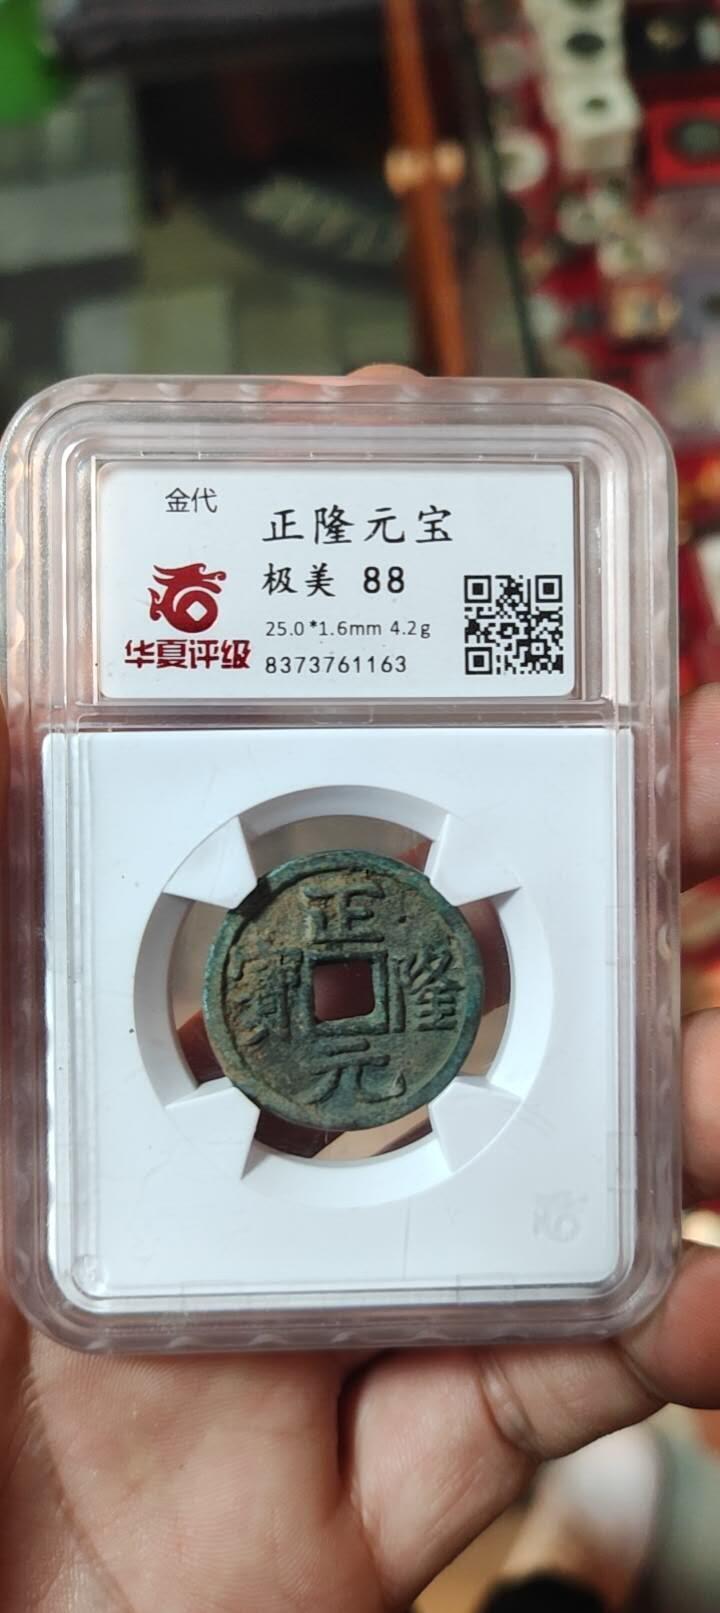 金代
正隆元宝
极美 88
25.0*1.6mm 4.2g
华夏评级
8373761163
正隆元寶